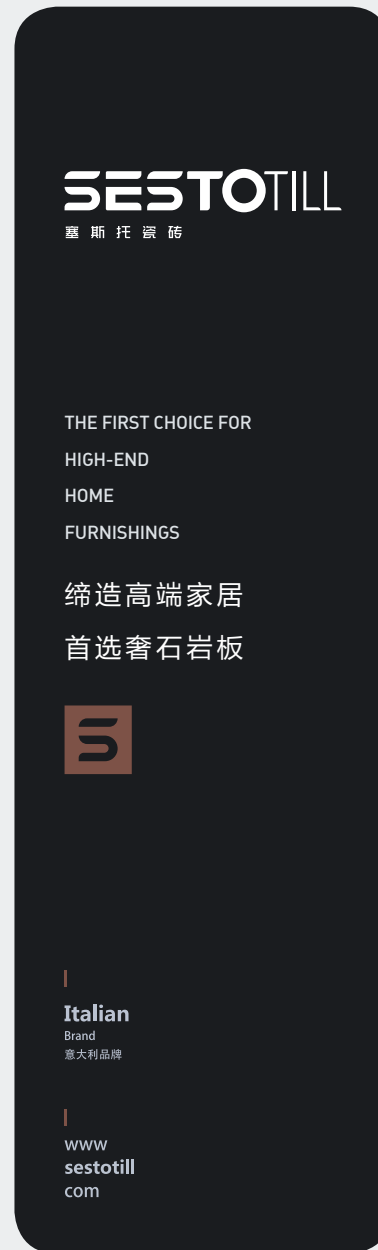 SESTOTILL
塞斯托瓷砖
THE FIRST CHOICE FOR
HIGH-END
HOME
FURNISHINGS
缔造高端家居
首选奢石岩板
S
Italian
Brand
意大利品牌
www
sestotill
com